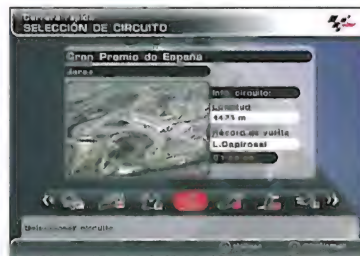 Carrera rápida
SELECCIÓN DE CIRCUITO
Gran Premio de España
Jerez
Info. circuito:
Longitud
4423 m
Récord de vuelta
L.Capirossi
Seleccionar circuito